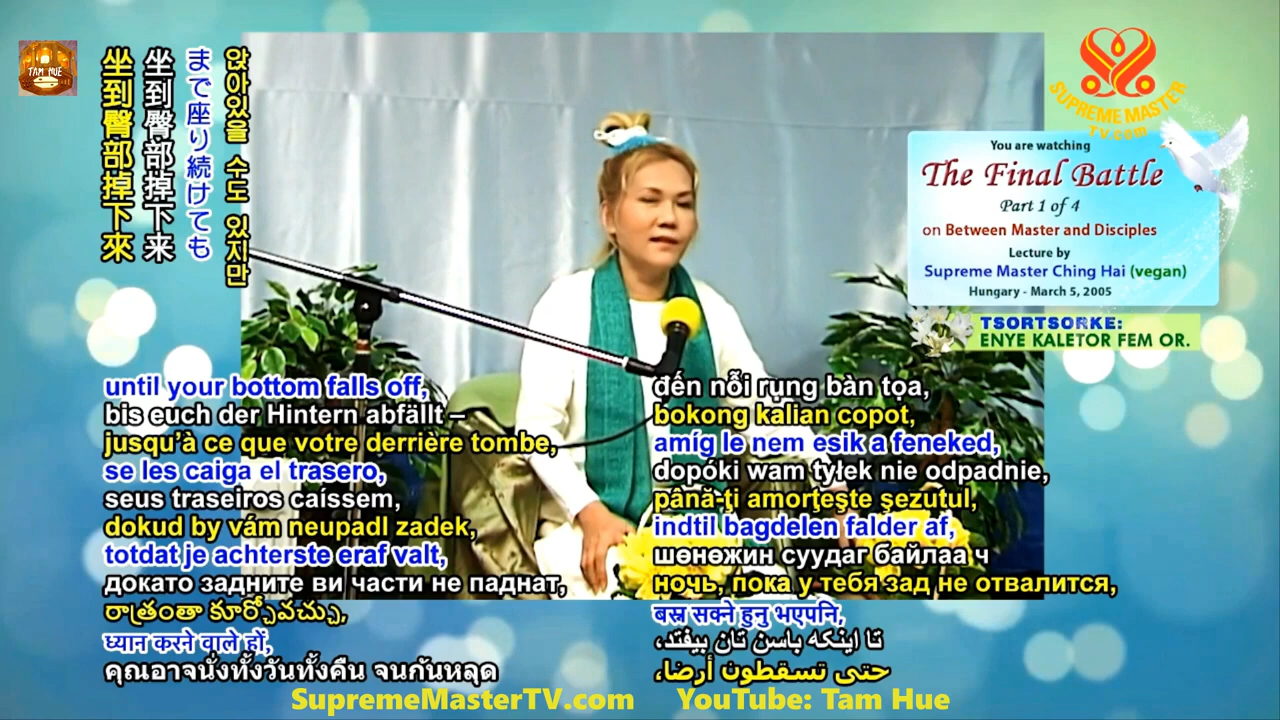 TAM HUE
앉아있을 수도 있지만
まで座り続けても
坐到臀部掉下来
坐到臀部掉下來
SUPREME MASTER
TV.com
You are watching
The Final Battle
Part 1 of 4
on Between Master and Disciples
Lecture by
Supreme Master Ching Hai (vegan)
Hungary - March 5, 2005
TSORTSORKE:
ENYE KALETOR FEM OR.
until your bottom falls off,
bis euch der Hintern abfällt –
jusqu’à ce que votre derrière tombe,
se les caiga el trasero,
seus traseiros caíssem,
dokud by vám neupadl zadek,
totdat je achterste eraf valt,
докато задните ви части не паднат,
రాత్రంతా కూర్చోవచ్చు,
ध्यान करने वाले हों,
คุณอาจนั่งทั้งวันทั้งคืน จนก้นหลุด
đến nỗi rụng bàn tọa,
bokong kalian copot,
amíg le nem esik a feneked,
dopóki wam tyłek nie odpadnie,
până-ţi amorţeşte şezutul,
indtil bagdelen falder af,
шөнөжин суудаг байлаа ч
ночь, пока у тебя зад не отвалится,
बस्न सक्ने हुनु भएपनि,
تا اینکه باسن تان بیفتد،
حتى تسقطون أرضا،
SupremeMasterTV.com YouTube: Tam Hue